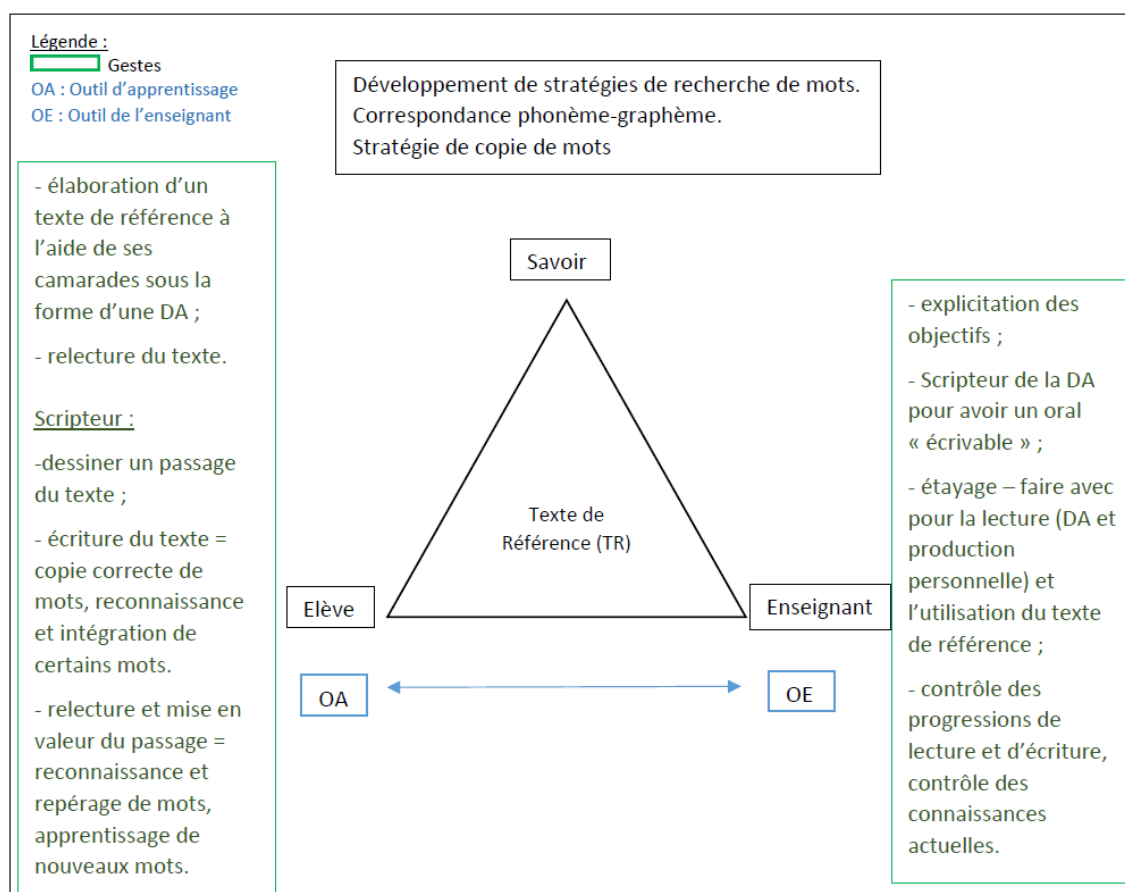 Légende :
Gestes
OA : Outil d'apprentissage
OE : Outil de l'enseignant
Développement de stratégies de recherche de mots.
Correspondance phonème-graphème.
Stratégie de copie de mots
- élaboration d'un
texte de référence à
l'aide de ses
camarades sous la
forme d'une DA ;
- relecture du texte.
Scripteur :
-dessiner un passage
du texte ;
- écriture du texte =
copie correcte de
mots, reconnaissance
et intégration de
certains mots.
- relecture et mise en
valeur du passage =
reconnaissance et
repérage de mots,
apprentissage de
nouveaux mots.
Savoir
Texte de
Référence (TR)
Elève
Enseignant
OA
OE
- explicitation des
objectifs ;
- Scripteur de la DA
pour avoir un oral
« écrivable » ;
- étayage – faire avec
pour la lecture (DA et
production
personnelle) et
l'utilisation du texte
de référence ;
- contrôle des
progressions de
lecture et d'écriture,
contrôle des
connaissances
actuelles.